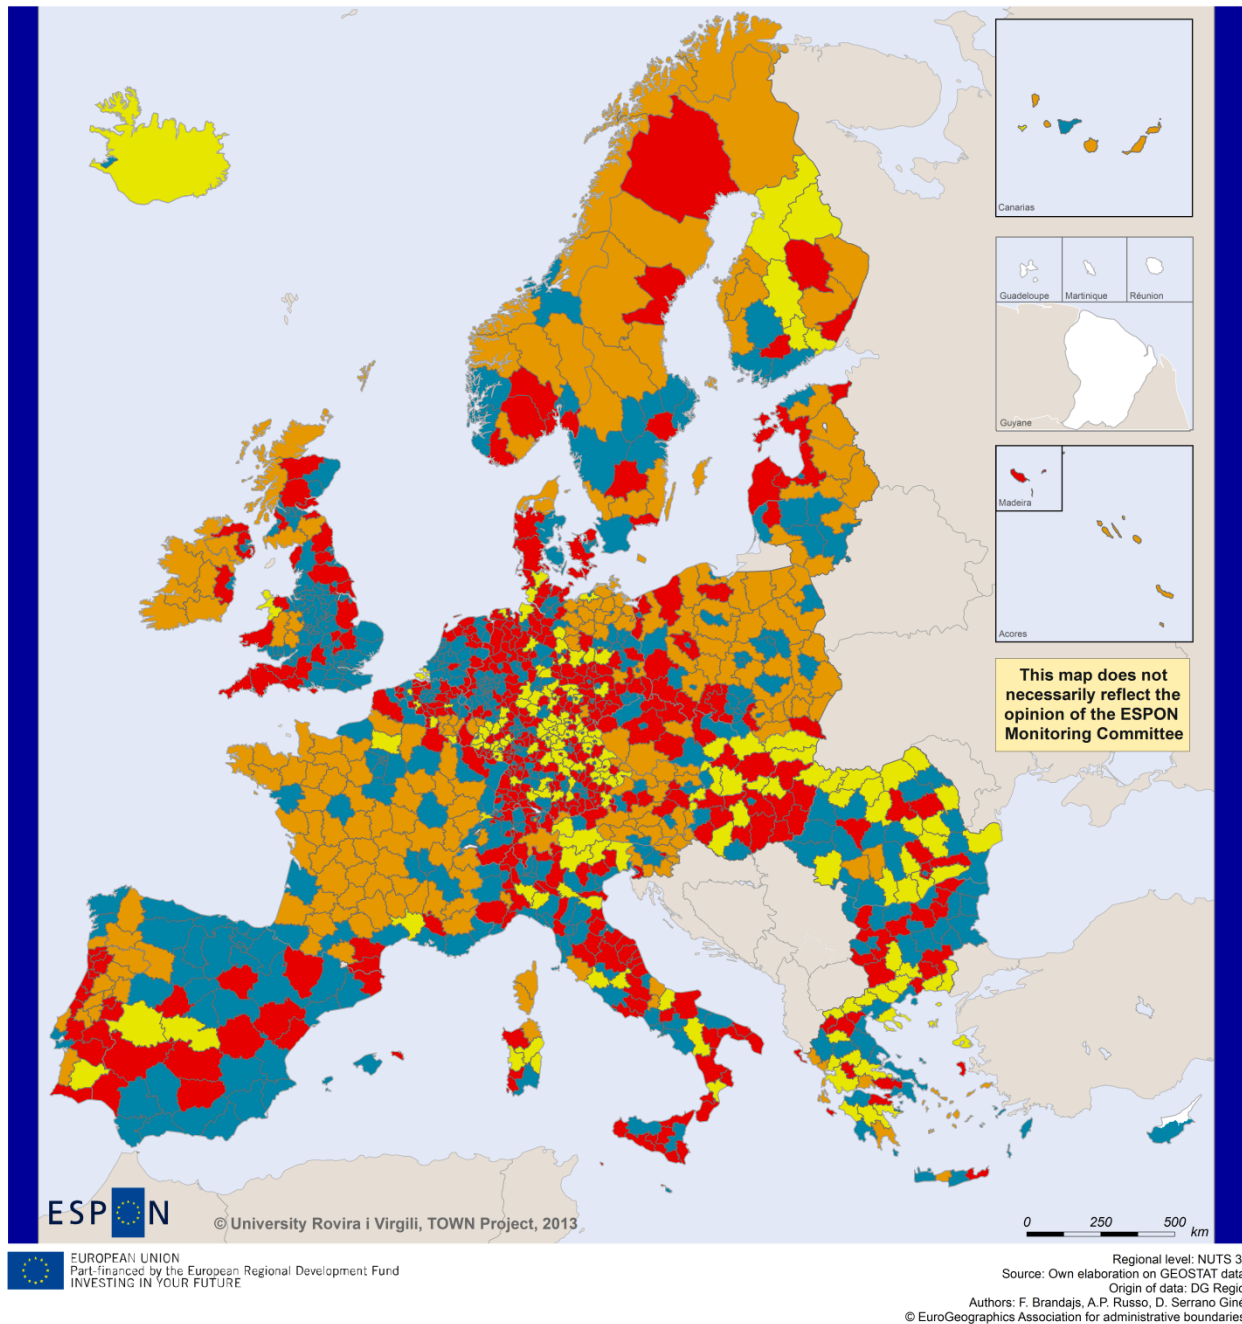 Canarias
Guadeloupe
Martinique
Réunion
Guyane
Madeira
Acores
This map does not
necessarily reflect the
opinion of the ESPON
Monitoring Committee
ESPON
© University Rovira i Virgili, TOWN Project, 2013
0 250 500
km
EUROPEAN UNION
Part-financed by the European Regional Development Fund
INVESTING IN YOUR FUTURE
Regional level: NUTS 3
Source: Own elaboration on GEOSTAT data
Origin of data: DG Regio
Authors: F. Brandajs, A.P. Russo, D. Serrano Giné
© EuroGeographics Association for administrative boundaries